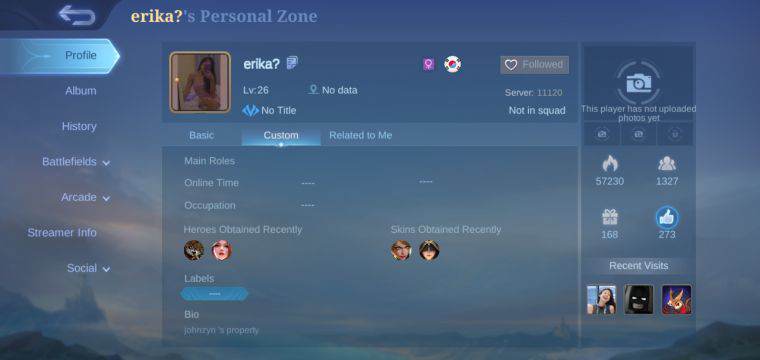 erika?'s Personal Zone
Profile
Album
History
Battlefields
Arcade
Streamer Info
Social
erika?
Followed
Lv:26
No data
Server: 11120
No Title
Not in squad
Basic
Custom
Related to Me
Main Roles
Online Time
----
----
Occupation
----
Heroes Obtained Recently
Skins Obtained Recently
Labels
----
Bio
johnzyn 's property
This player has not uploaded
photos yet
57230
1327
168
273
Recent Visits